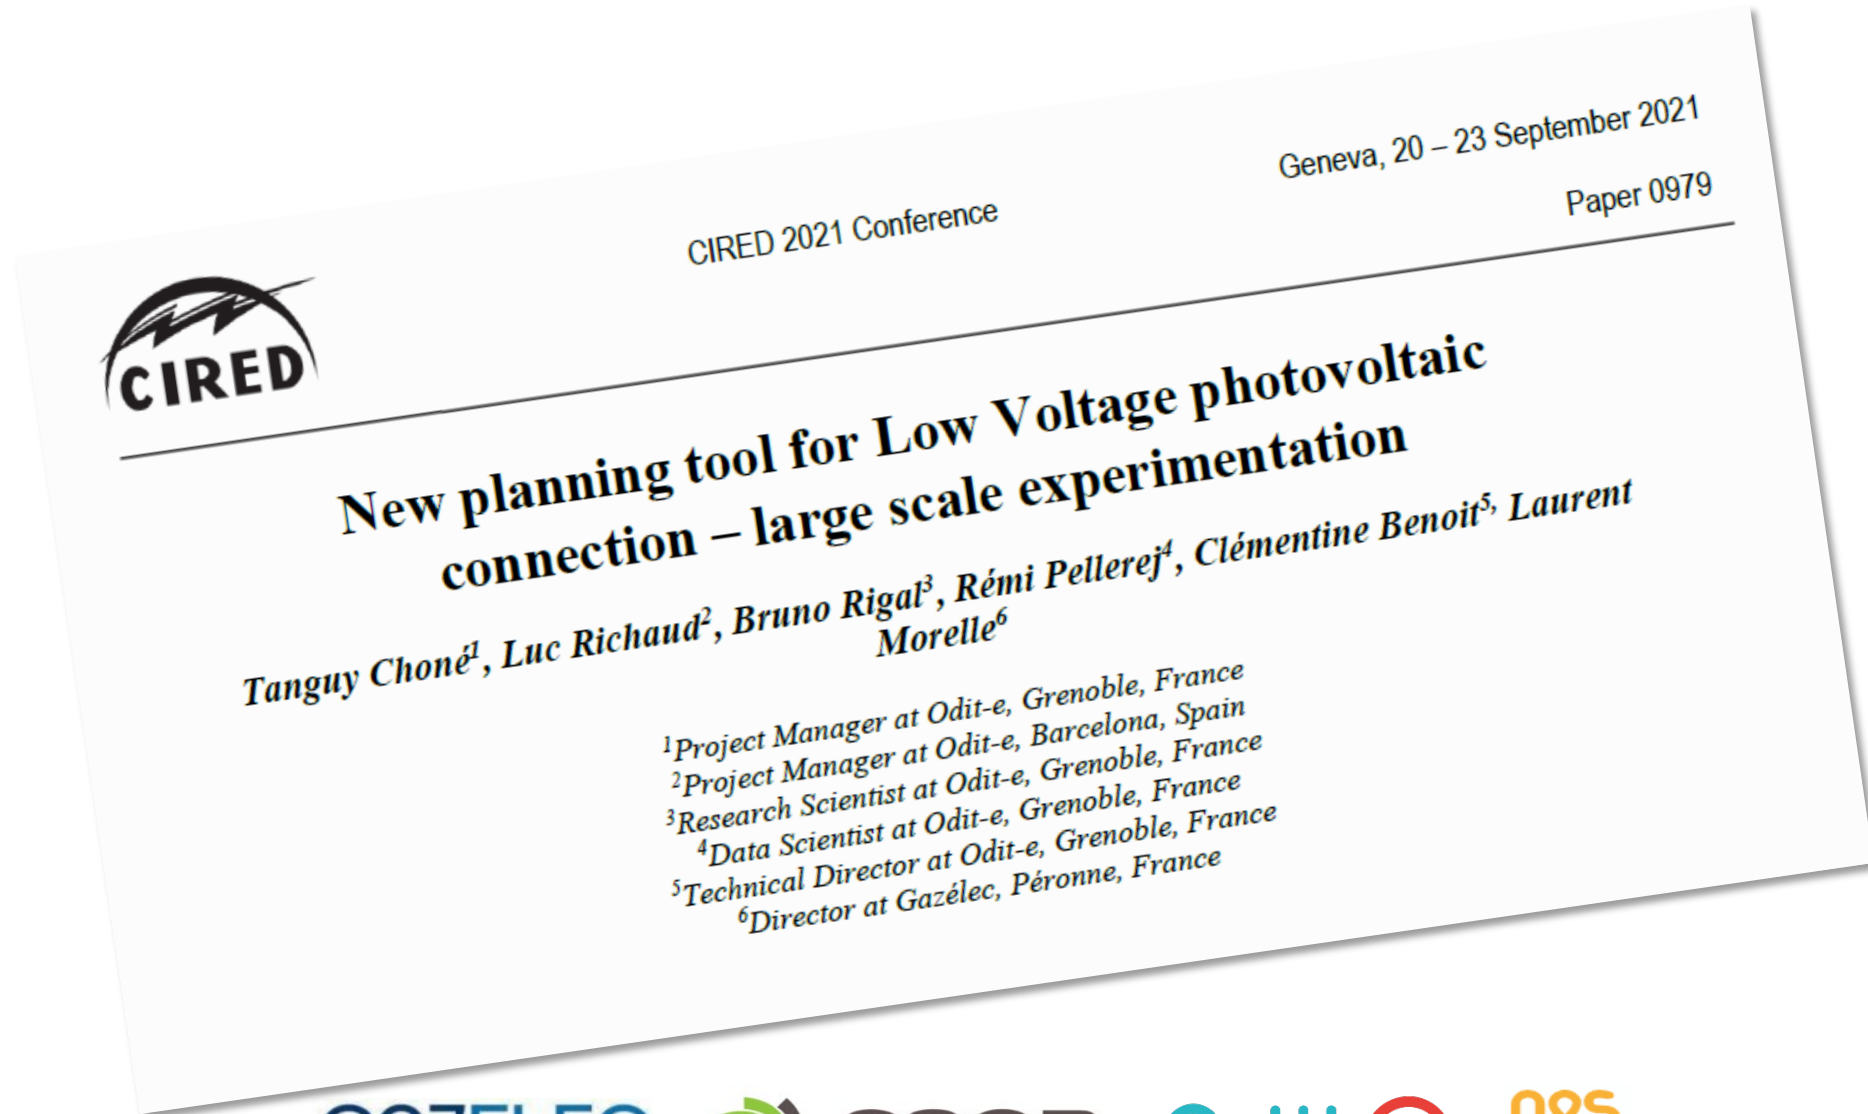 Geneva, 20 – 23 September 2021
CIRED 2021 Conference
Paper 0979
CIRED
New planning tool for Low Voltage photovoltaic
connection – large scale experimentation
Tanguy Choné1, Luc Richaud2, Bruno Rigal3, Rémi Pellerej4, Clémentine Benoit5, Laurent
Morelle6
1Project Manager at Odit-e, Grenoble, France
2Project Manager at Odit-e, Barcelona, Spain
3Research Scientist at Odit-e, Grenoble, France
4Data Scientist at Odit-e, Grenoble, France
5Technical Director at Odit-e, Grenoble, France
6Director at Gazélec, Péronne, France